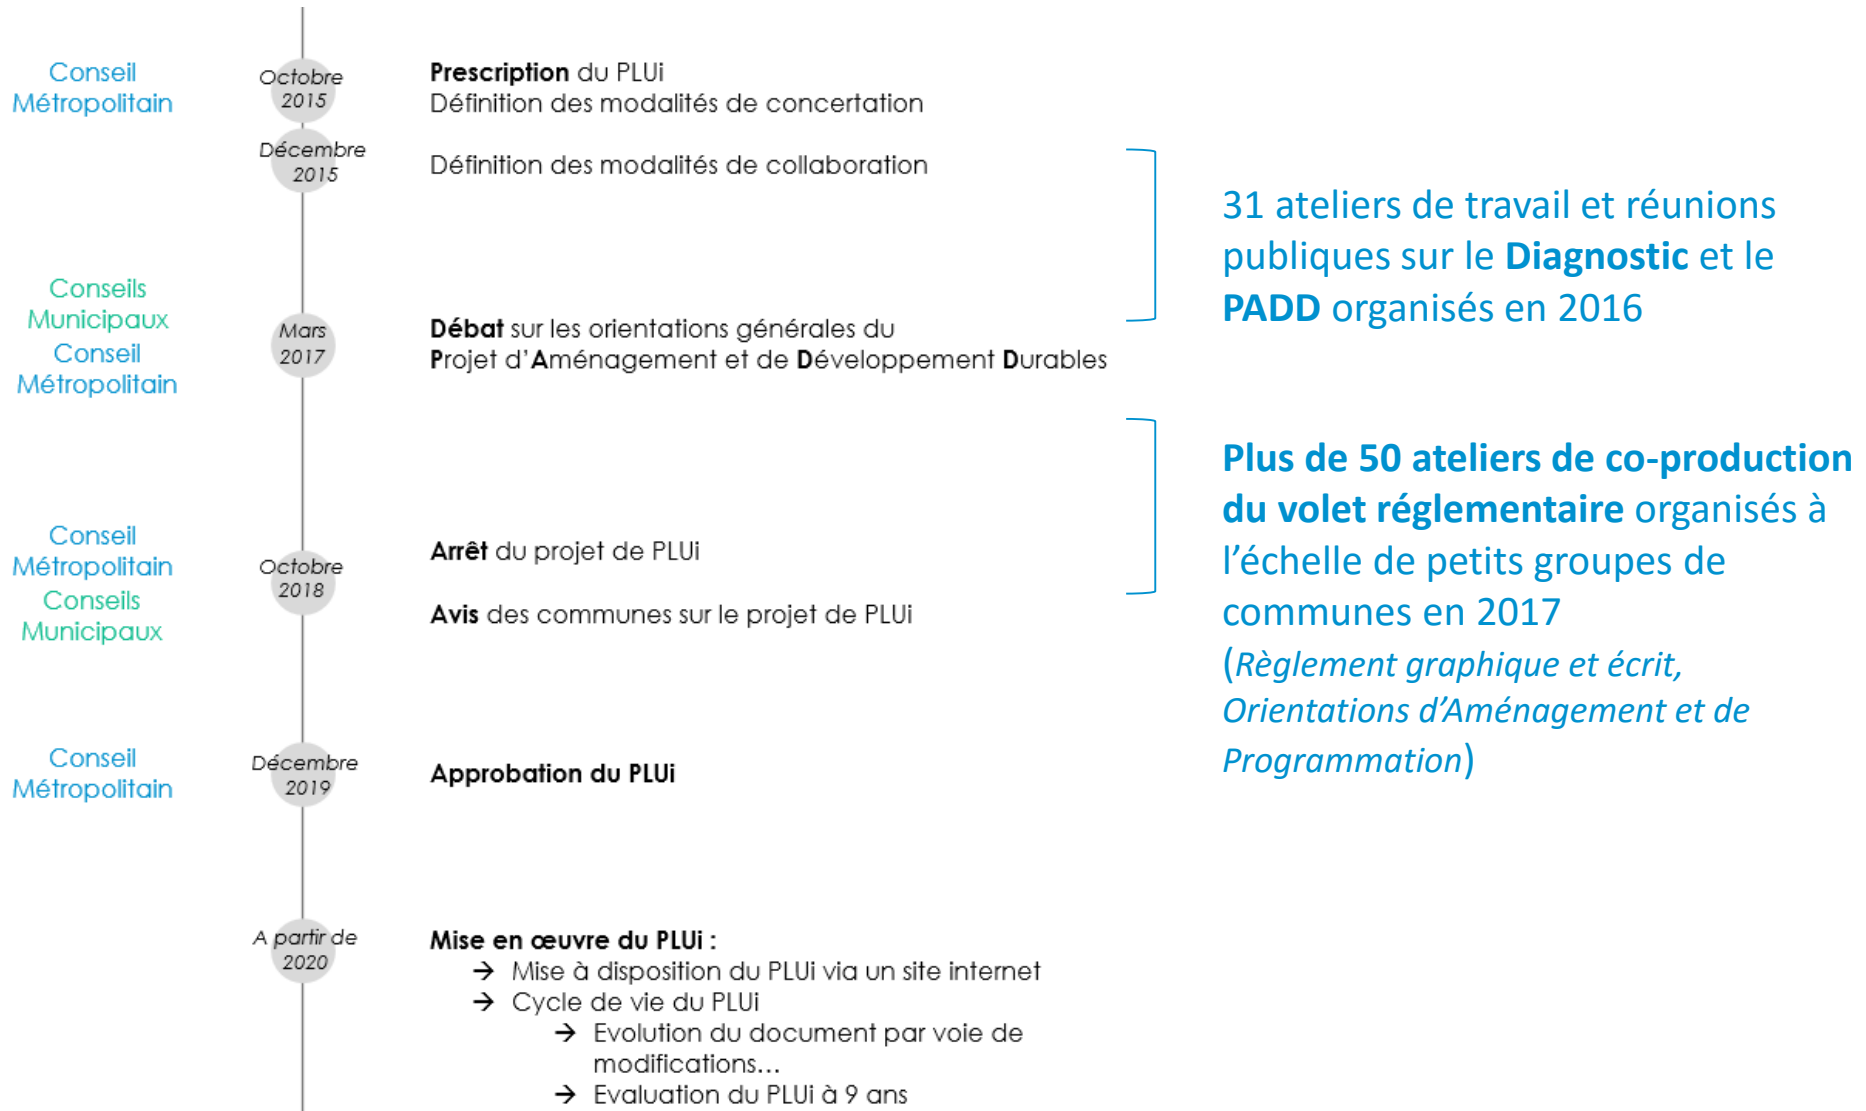 Conseil
Métropolitain
Octobre
2015
Prescription du PLUi
Définition des modalités de concertation
Décembre
2015
Définition des modalités de collaboration
31 ateliers de travail et réunions
publiques sur le Diagnostic et le
PADD organisés en 2016
Conseils
Municipaux
Conseil
Métropolitain
Mars
2017
Débat sur les orientations générales du
Projet d'Aménagement et de Développement Durables
Plus de 50 ateliers de co-production
du volet réglementaire organisés à
l'échelle de petits groupes de
communes en 2017
(Règlement graphique et écrit,
Orientations d'Aménagement et de
Programmation)
Conseil
Métropolitain
Conseils
Municipaux
Octobre
2018
Arrêt du projet de PLUi
Avis des communes sur le projet de PLUi
Conseil
Métropolitain
Décembre
2019
Approbation du PLUi
A partir de
2020
Mise en œuvre du PLUi :
→ Mise à disposition du PLUi via un site internet
→ Cycle de vie du PLUi
→ Evolution du document par voie de
modifications...
→ Evaluation du PLUi à 9 ans